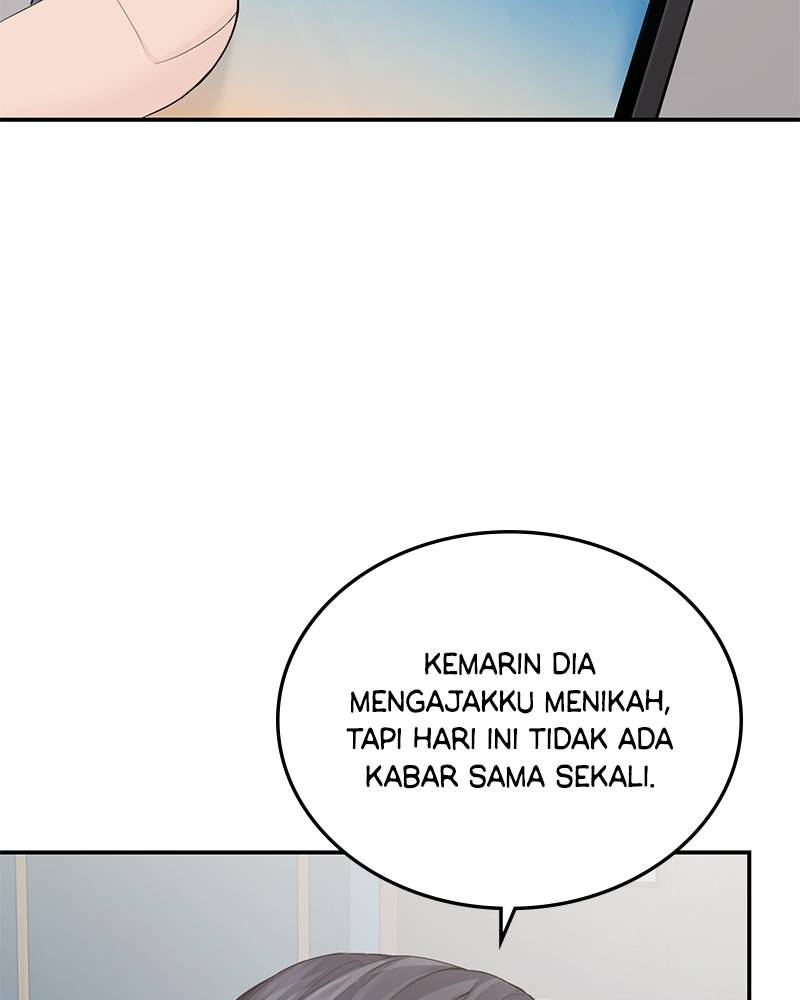 KEMARIN DIA
MENGAJAKKU MENIKAH,
TAPI HARI INI TIDAK ADA
KABAR SAMA SEKALI.